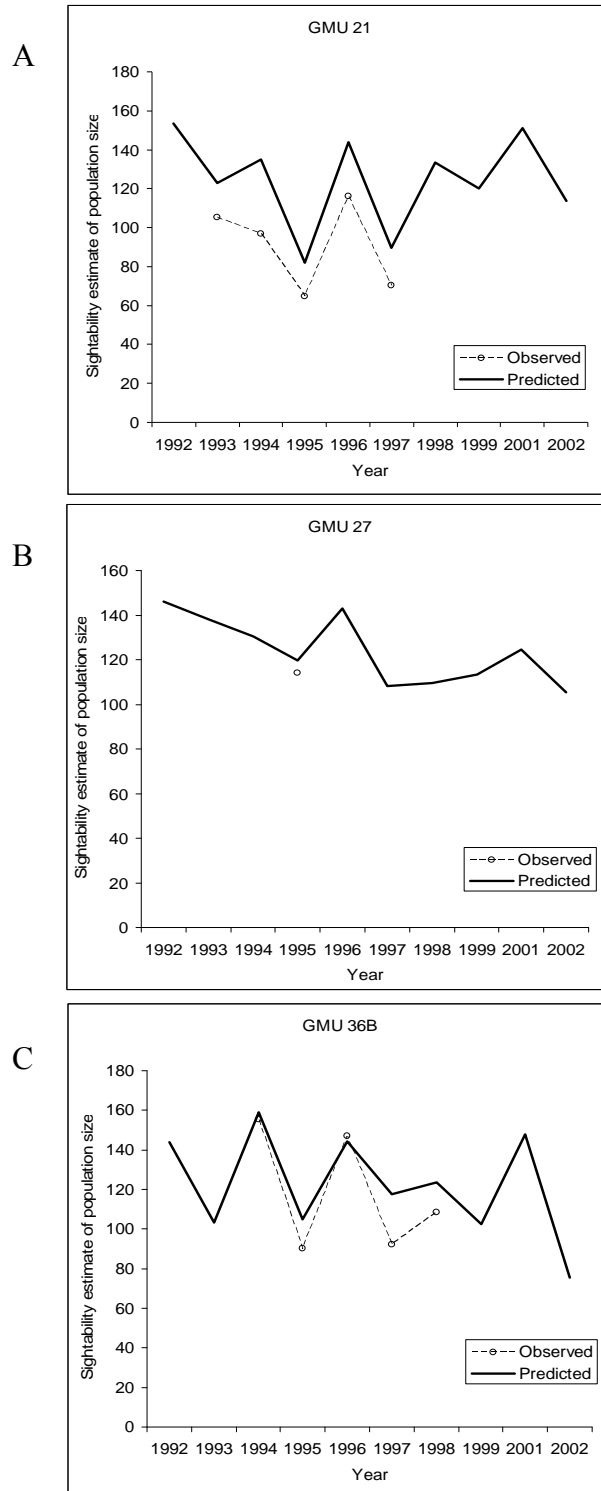 A
GMU 21
Sightability estimate of population size
180
160
140
120
100
80
60
40
20
0
Observed
Predicted
1992 1993 1994 1995 1996 1997 1998 1999 2001 2002
Year
B
GMU 27
Sightability estimate of population size
160
140
120
100
80
60
40
20
0
Observed
Predicted
1992 1993 1994 1995 1996 1997 1998 1999 2001 2002
Year
C
GMU 36B
Sightability estimate of population size
180
160
140
120
100
80
60
40
20
0
Observed
Predicted
1992 1993 1994 1995 1996 1997 1998 1999 2001 2002
Year